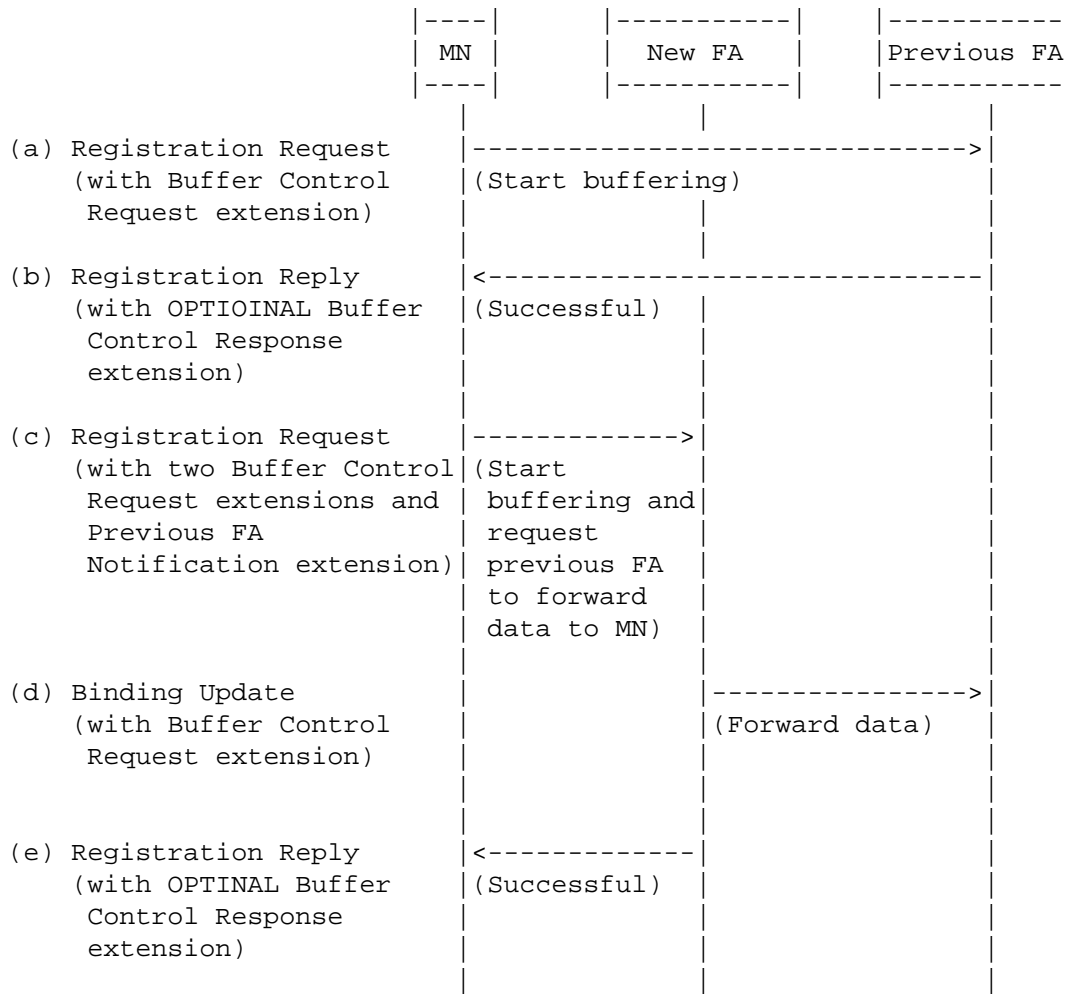 MN New FA Previous FA
(a) Registration Request
(with Buffer Control (Start buffering)
Request extension)
(b) Registration Reply
(with OPTIOINAL Buffer (Successful)
Control Response
extension)
(c) Registration Request
(with two Buffer Control (Start
Request extensions and buffering and
Previous FA request
Notification extension) previous FA
to forward
data to MN)
(d) Binding Update
(with Buffer Control (Forward data)
Request extension)
(e) Registration Reply
(with OPTINAL Buffer (Successful)
Control Response
extension)